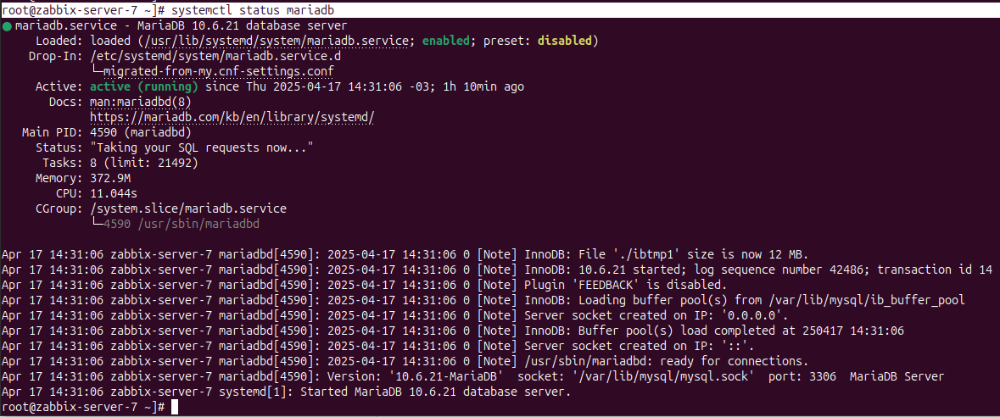 root@zabbix-server-7 ~]# systemctl status mariadb
● mariadb.service - MariaDB 10.6.21 database server
     Loaded: loaded (/usr/lib/systemd/system/mariadb.service; enabled; preset: disabled)
    Drop-In: /etc/systemd/system/mariadb.service.d
             └─migrated-from-my.cnf-settings.conf
     Active: active (running) since Thu 2025-04-17 14:31:06 -03; 1h 10min ago
       Docs: man:mariadbd(8)
             https://mariadb.com/kb/en/library/systemd/
   Main PID: 4590 (mariadbd)
     Status: "Taking your SQL requests now..."
      Tasks: 8 (limit: 21492)
     Memory: 372.9M
        CPU: 11.044s
     CGroup: /system.slice/mariadb.service
             └─4590 /usr/sbin/mariadbd

Apr 17 14:31:06 zabbix-server-7 mariadbd[4590]: 2025-04-17 14:31:06 0 [Note] InnoDB: File './ibtmp1' size is now 12 MB.
Apr 17 14:31:06 zabbix-server-7 mariadbd[4590]: 2025-04-17 14:31:06 0 [Note] InnoDB: 10.6.21 started; log sequence number 42486; transaction id 14
Apr 17 14:31:06 zabbix-server-7 mariadbd[4590]: 2025-04-17 14:31:06 0 [Note] Plugin 'FEEDBACK' is disabled.
Apr 17 14:31:06 zabbix-server-7 mariadbd[4590]: 2025-04-17 14:31:06 0 [Note] InnoDB: Loading buffer pool(s) from /var/lib/mysql/ib_buffer_pool
Apr 17 14:31:06 zabbix-server-7 mariadbd[4590]: 2025-04-17 14:31:06 0 [Note] Server socket created on IP: '0.0.0.0'.
Apr 17 14:31:06 zabbix-server-7 mariadbd[4590]: 2025-04-17 14:31:06 0 [Note] InnoDB: Buffer pool(s) load completed at 250417 14:31:06
Apr 17 14:31:06 zabbix-server-7 mariadbd[4590]: 2025-04-17 14:31:06 0 [Note] Server socket created on IP: '::'.
Apr 17 14:31:06 zabbix-server-7 mariadbd[4590]: 2025-04-17 14:31:06 0 [Note] /usr/sbin/mariadbd: ready for connections.
Apr 17 14:31:06 zabbix-server-7 mariadbd[4590]: Version: '10.6.21-MariaDB'  socket: '/var/lib/mysql/mysql.sock'  port: 3306  MariaDB Server
Apr 17 14:31:06 zabbix-server-7 systemd[1]: Started MariaDB 10.6.21 database server.
root@zabbix-server-7 ~]#